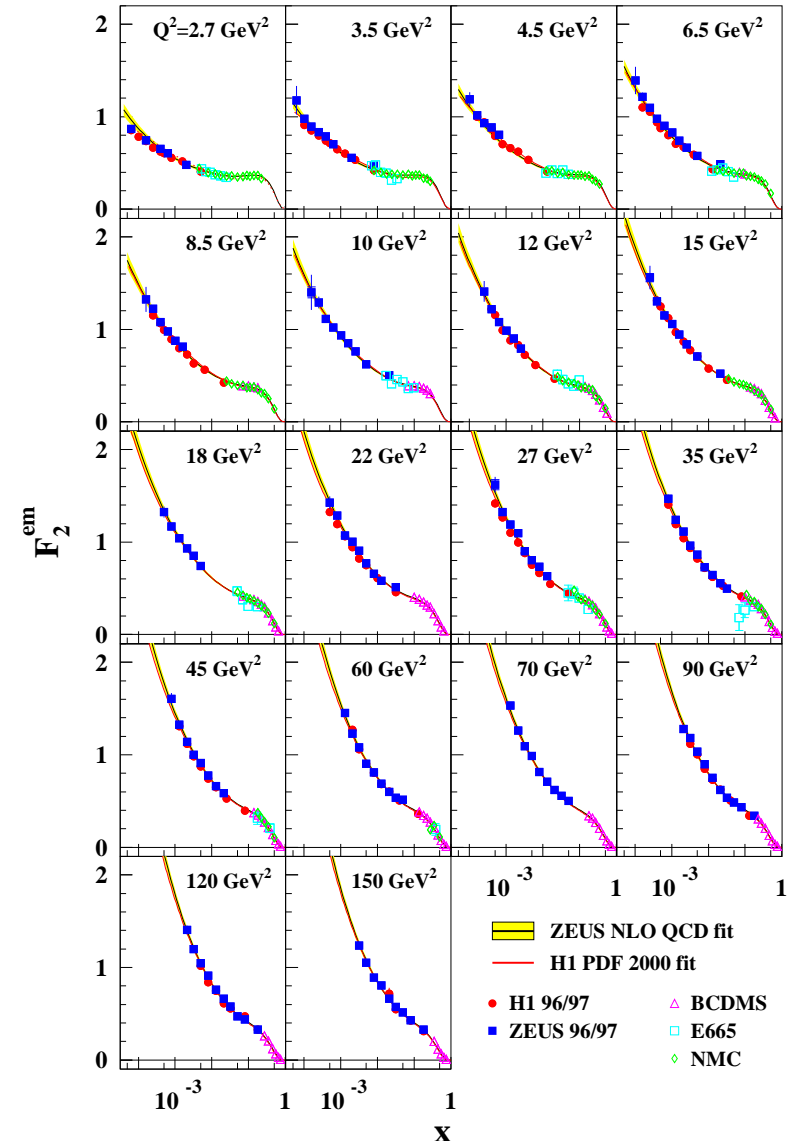 2
Q²=2.7 GeV²
3.5 GeV²
4.5 GeV²
6.5 GeV²
1
0
2
8.5 GeV²
10 GeV²
12 GeV²
15 GeV²
1
0
2
18 GeV²
22 GeV²
27 GeV²
35 GeV²
1
F₂ᵉᵐ
0
2
45 GeV²
60 GeV²
70 GeV²
90 GeV²
1
0
2
120 GeV²
150 GeV²
10 ⁻³ 1
10 ⁻³ 1
ZEUS NLO QCD fit
H1 PDF 2000 fit
1
H1 96/97
BCDMS
ZEUS 96/97
E665
NMC
0
10 ⁻³ 1
10 ⁻³ 1
x